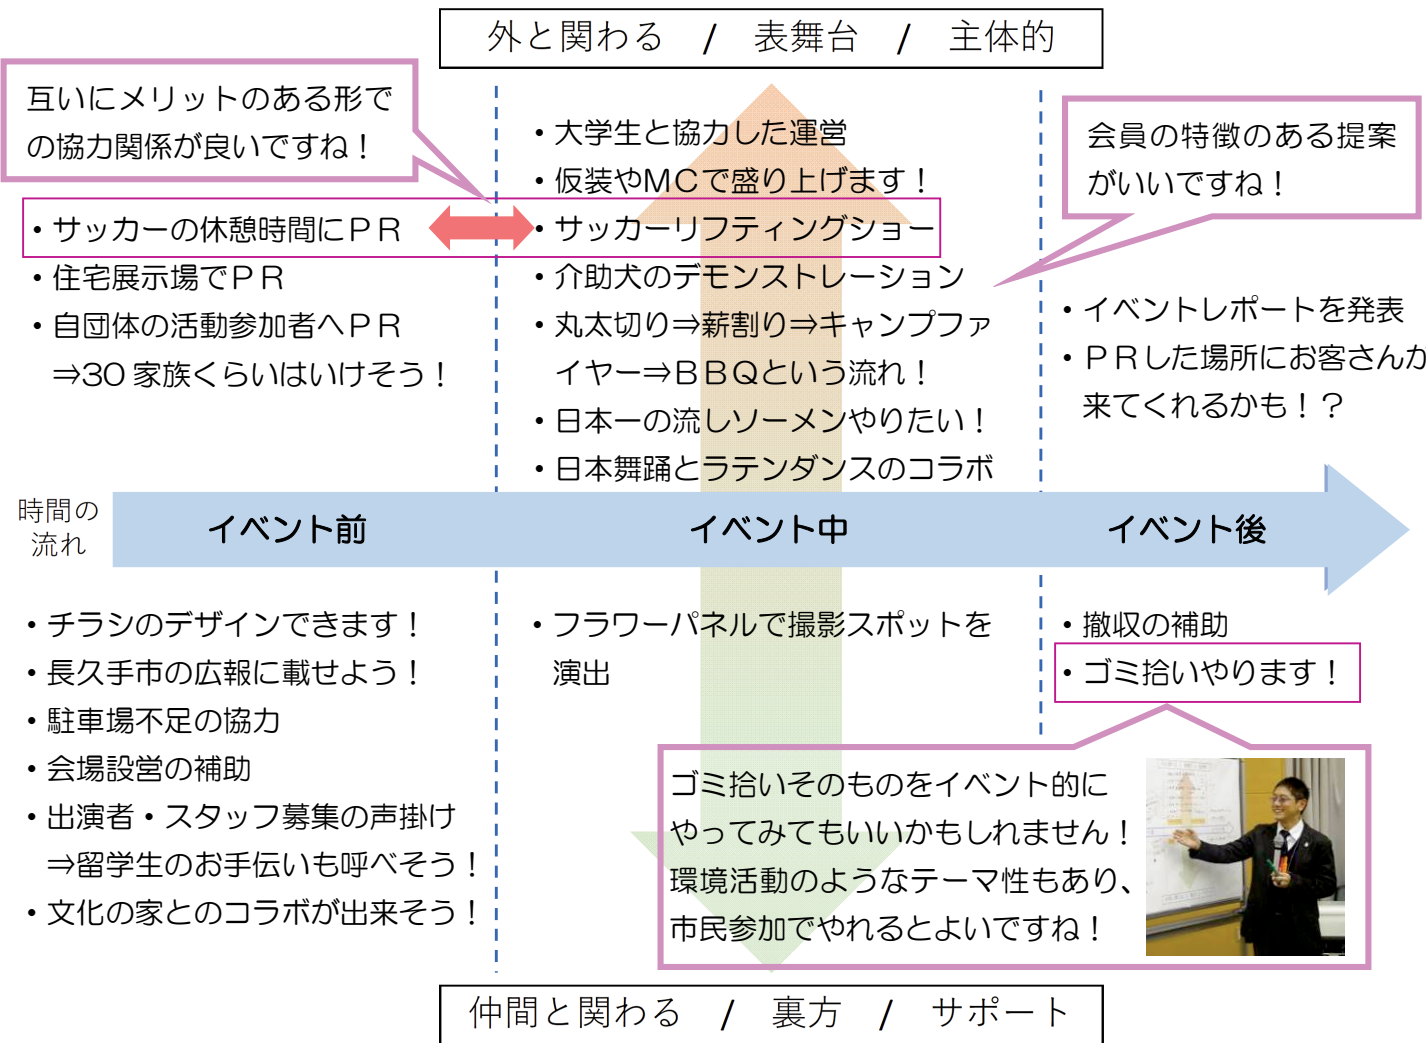 外と関わる / 表舞台 / 主体的
互いにメリットのある形で
の協力関係が良いですね！
・サッカーの休憩時間にＰＲ
・住宅展示場でＰＲ
・自団体の活動参加者へＰＲ
⇒30 家族くらいはいけそう！
・大学生と協力した運営
・仮装やＭＣで盛り上げます！
・サッカーリフティングショー
・介助犬のデモンストレーション
・丸太切り⇒薪割り⇒キャンプファ
イヤー⇒ＢＢＱという流れ！
・日本一の流しソーメンやりたい！
・日本舞踊とラテンダンスのコラボ
会員の特徴のある提案
がいいですね！
・イベントレポートを発表
・ＰＲした場所にお客さんが
来てくれるかも！？
時間の
流れ
イベント前
イベント中
イベント後
・チラシのデザインできます！
・長久手市の広報に載せよう！
・駐車場不足の協力
・会場設営の補助
・出演者・スタッフ募集の声掛け
⇒留学生のお手伝いも呼べそう！
・文化の家とのコラボが出来そう！
・フラワーパネルで撮影スポットを
演出
・撤収の補助
・ゴミ拾いやります！
ゴミ拾いそのものをイベント的に
やってみてもいいかもしれません！
環境活動のようなテーマ性もあり、
市民参加でやれるとよいですね！
仲間と関わる / 裏方 / サポート